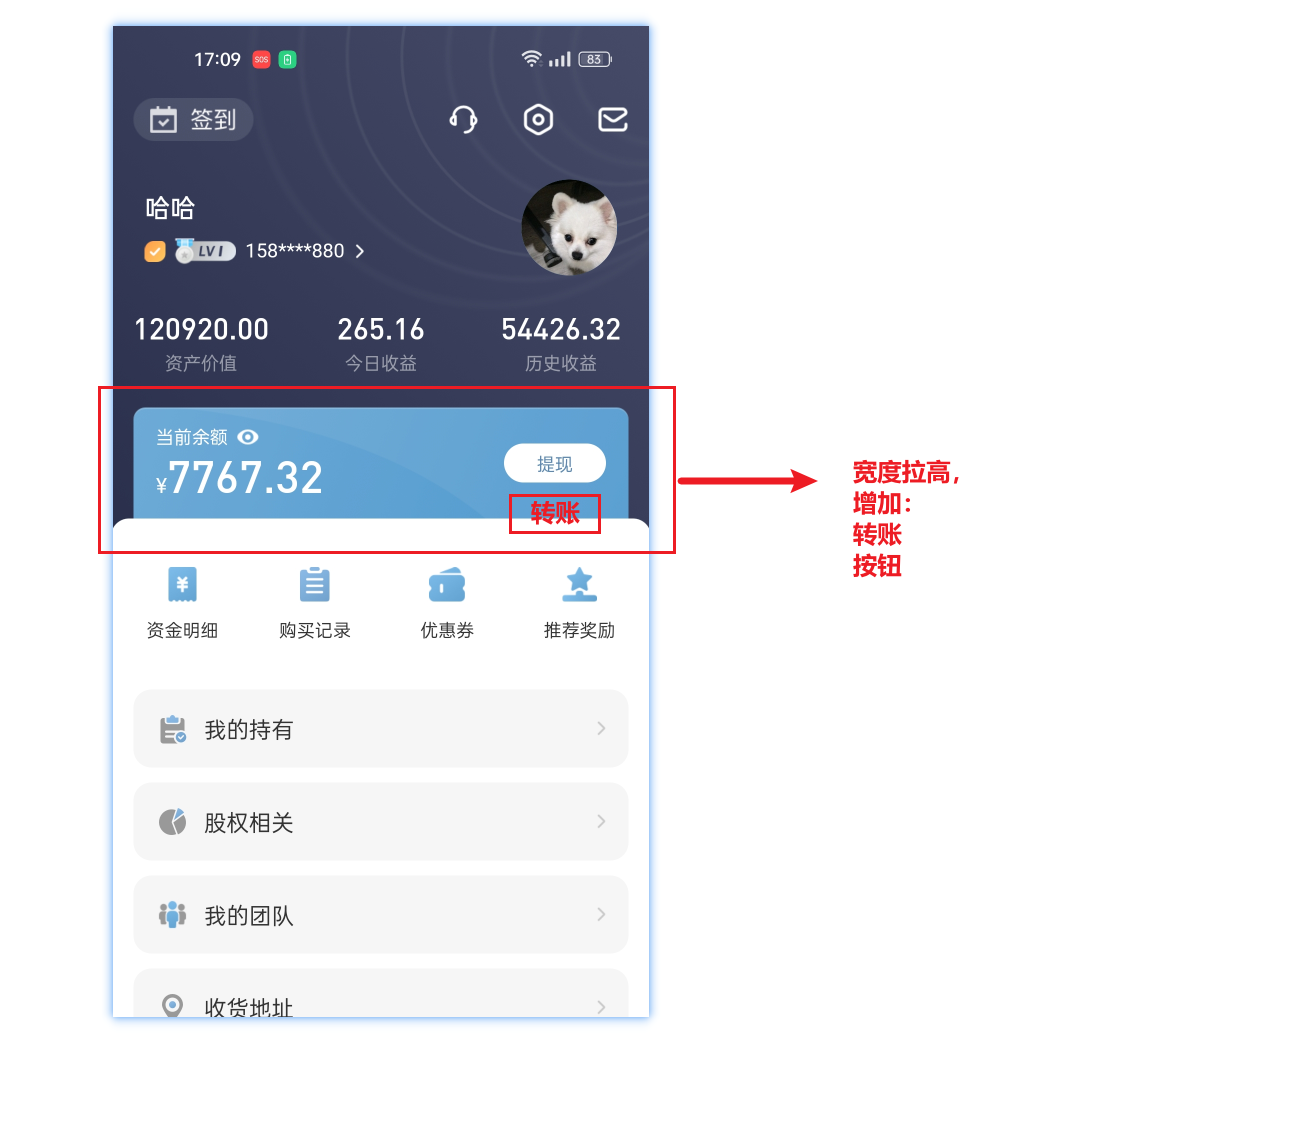 17:09 SOS 83
签到
哈哈
LV1 158****880
120920.00 265.16 54426.32
资产价值 今日收益 历史收益
当前余额
¥7767.32
提现
转账
宽度拉高,
增加:
转账
按钮
¥
资金明细 购买记录 优惠券 推荐奖励
我的持有
股权相关
我的团队
收货地址